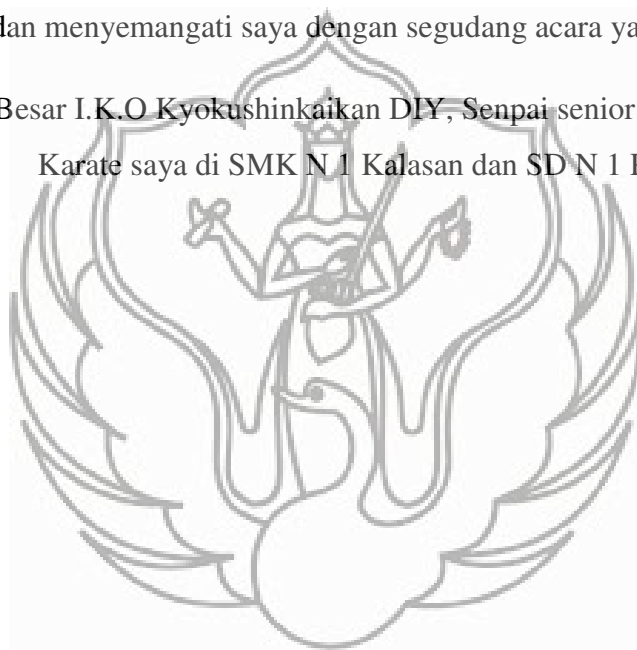 dan menyemangati saya dengan segudang acara ya
Besar I.K.O Kyokushinkaikan DIY, Senpai senior
Karate saya di SMK N 1 Kalasan dan SD N 1